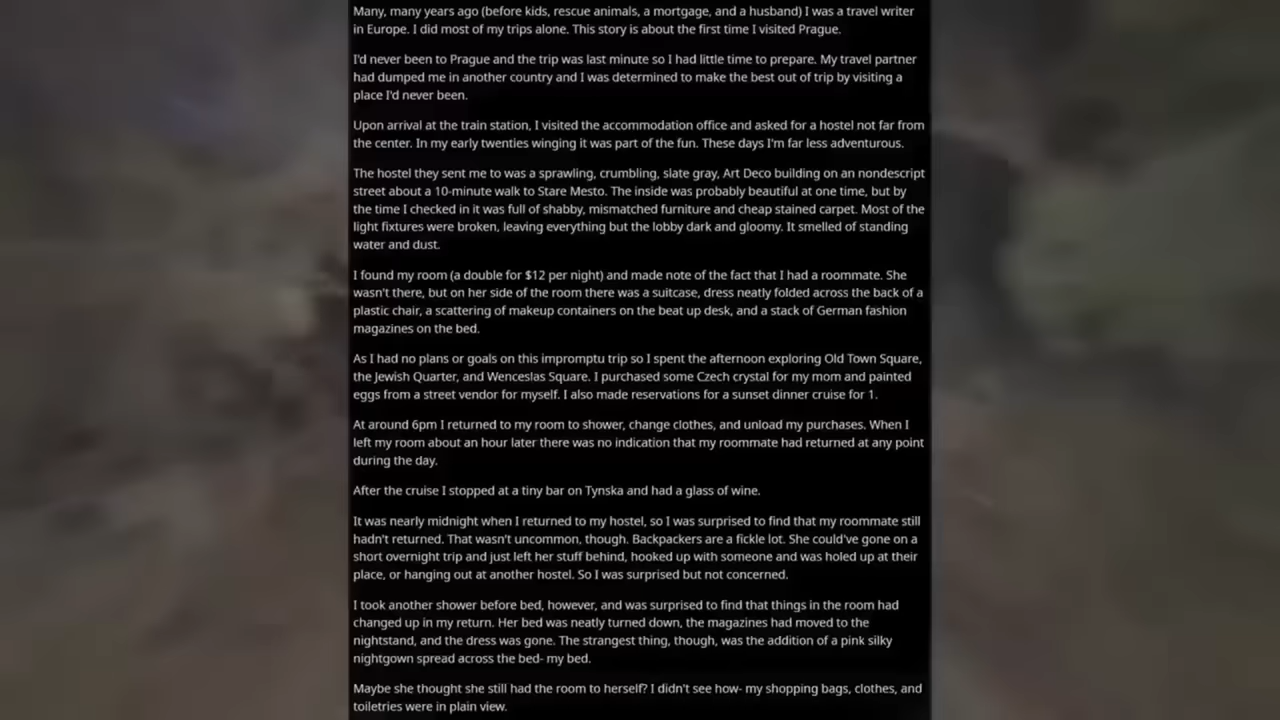 Many, many years ago (before kids, rescue animals, a mortgage, and a husband) I was a travel writer
in Europe. I did most of my trips alone. This story is about the first time I visited Prague.
I'd never been to Prague and the trip was last minute so I had little time to prepare. My travel partner
had dumped me in another country and I was determined to make the best out of trip by visiting a
place I'd never been.
Upon arrival at the train station, I visited the accommodation office and asked for a hostel not far from
the center. In my early twenties winging it was part of the fun. These days I'm far less adventurous.
The hostel they sent me to was a sprawling, crumbling, slate gray, Art Deco building on an nondescript
street about a 10-minute walk to Stare Mesto. The inside was probably beautiful at one time, but by
the time I checked in it was full of shabby, mismatched furniture and cheap stained carpet. Most of the
light fixtures were broken, leaving everything but the lobby dark and gloomy. It smelled of standing
water and dust.
I found my room (a double for $12 per night) and made note of the fact that I had a roommate. She
wasn't there, but on her side of the room there was a suitcase, dress neatly folded across the back of a
plastic chair, a scattering of makeup containers on the beat up desk, and a stack of German fashion
magazines on the bed.
As I had no plans or goals on this impromptu trip so I spent the afternoon exploring Old Town Square,
the Jewish Quarter, and Wenceslas Square. I purchased some Czech crystal for my mom and painted
eggs from a street vendor for myself. I also made reservations for a sunset dinner cruise for 1.
At around 6pm I returned to my room to shower, change clothes, and unload my purchases. When I
left my room about an hour later there was no indication that my roommate had returned at any point
during the day.
After the cruise I stopped at a tiny bar on Tynska and had a glass of wine.
It was nearly midnight when I returned to my hostel, so I was surprised to find that my roommate still
hadn't returned. That wasn't uncommon, though. Backpackers are a fickle lot. She could've gone on a
short overnight trip and just left her stuff behind, hooked up with someone and was holed up at their
place, or hanging out at another hostel. So I was surprised but not concerned.
I took another shower before bed, however, and was surprised to find that things in the room had
changed up in my return. Her bed was neatly turned down, the magazines had moved to the
nightstand, and the dress was gone. The strangest thing, though, was the addition of a pink silky
nightgown spread across the bed- my bed.
Maybe she thought she still had the room to herself? I didn't see how- my shopping bags, clothes, and
toiletries were in plain view.